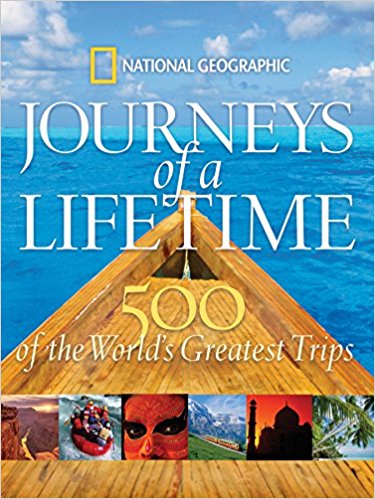 NATIONAL GEOGRAPHIC
JOURNEYS
of a
LIFETIME
500
of the World's Greatest Trips